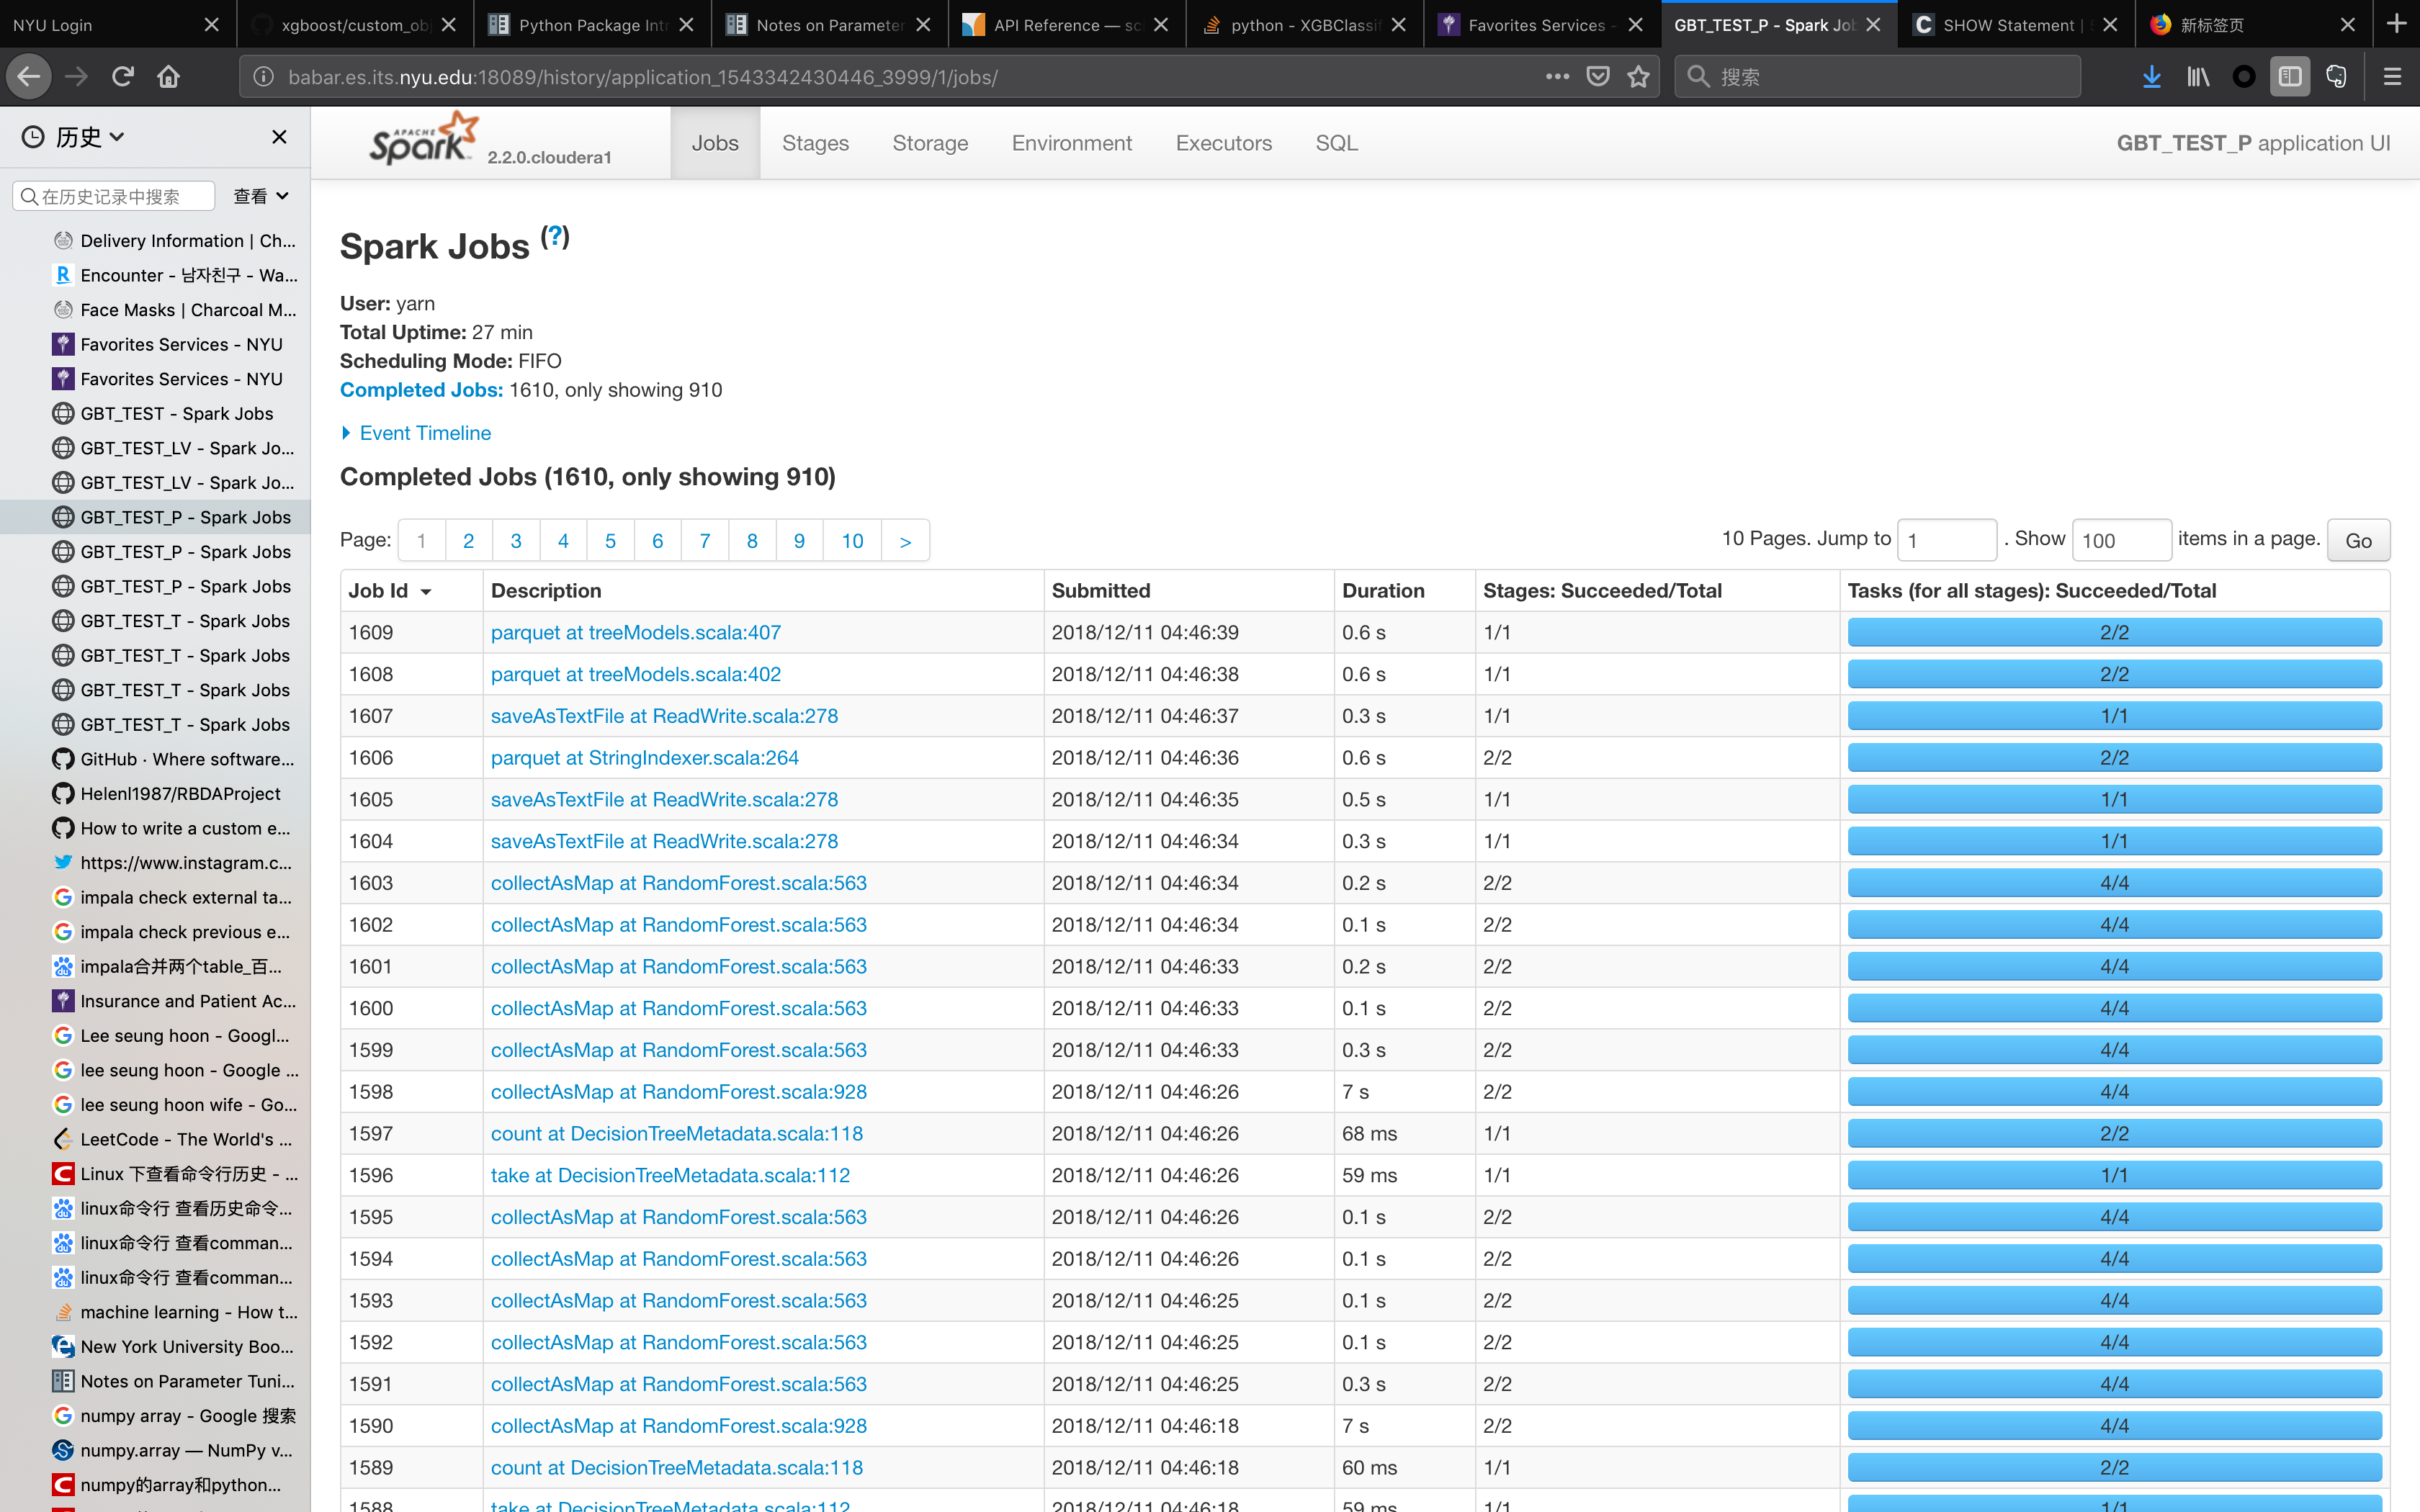 NYU Login
xgboost/custom_obj
Python Package Intr
Notes on Parameter
API Reference — sci
python - XGBClassif
Favorites Services -
GBT_TEST_P - Spark Job
SHOW Statement |
新标签页
babar.es.its.nyu.edu:18089/history/application_1543342430446_3999/1/jobs/
搜索
历史
在历史记录中搜索
查看
Delivery Information | Ch...
Encounter - 남자친구 - Wa...
Face Masks | Charcoal M...
Favorites Services - NYU
Favorites Services - NYU
GBT_TEST - Spark Jobs
GBT_TEST_LV - Spark Jo...
GBT_TEST_LV - Spark Jo...
GBT_TEST_P - Spark Jobs
GBT_TEST_P - Spark Jobs
GBT_TEST_P - Spark Jobs
GBT_TEST_T - Spark Jobs
GBT_TEST_T - Spark Jobs
GBT_TEST_T - Spark Jobs
GBT_TEST_T - Spark Jobs
GitHub · Where software...
Helenl1987/RBDAProject
How to write a custom e...
https://www.instagram.c...
impala check external ta...
impala check previous e...
impala合并两个table_百...
Insurance and Patient Ac...
Lee seung hoon - Googl...
lee seung hoon - Google ...
lee seung hoon wife - Go...
LeetCode - The World's ...
Linux 下查看命令行历史 - ...
linux命令行 查看历史命令...
linux命令行 查看comman...
linux命令行 查看comman...
machine learning - How t...
New York University Boo...
Notes on Parameter Tuni...
numpy array - Google 搜索
numpy.array — NumPy v...
numpy的array和python...
APACHE Spark 2.2.0.cloudera1
Jobs Stages Storage Environment Executors SQL
GBT_TEST_P application UI
Spark Jobs (?)
User: yarn
Total Uptime: 27 min
Scheduling Mode: FIFO
Completed Jobs: 1610, only showing 910
Event Timeline
Completed Jobs (1610, only showing 910)
Page: 1 2 3 4 5 6 7 8 9 10 >
10 Pages. Jump to 1 . Show 100 items in a page. Go
Job Id Description Submitted Duration Stages: Succeeded/Total Tasks (for all stages): Succeeded/Total
1609 parquet at treeModels.scala:407 2018/12/11 04:46:39 0.6 s 1/1 2/2
1608 parquet at treeModels.scala:402 2018/12/11 04:46:38 0.6 s 1/1 2/2
1607 saveAsTextFile at ReadWrite.scala:278 2018/12/11 04:46:37 0.3 s 1/1 1/1
1606 parquet at StringIndexer.scala:264 2018/12/11 04:46:36 0.6 s 2/2 2/2
1605 saveAsTextFile at ReadWrite.scala:278 2018/12/11 04:46:35 0.5 s 1/1 1/1
1604 saveAsTextFile at ReadWrite.scala:278 2018/12/11 04:46:34 0.3 s 1/1 1/1
1603 collectAsMap at RandomForest.scala:563 2018/12/11 04:46:34 0.2 s 2/2 4/4
1602 collectAsMap at RandomForest.scala:563 2018/12/11 04:46:34 0.1 s 2/2 4/4
1601 collectAsMap at RandomForest.scala:563 2018/12/11 04:46:33 0.2 s 2/2 4/4
1600 collectAsMap at RandomForest.scala:563 2018/12/11 04:46:33 0.1 s 2/2 4/4
1599 collectAsMap at RandomForest.scala:563 2018/12/11 04:46:33 0.3 s 2/2 4/4
1598 collectAsMap at RandomForest.scala:928 2018/12/11 04:46:26 7 s 2/2 4/4
1597 count at DecisionTreeMetadata.scala:118 2018/12/11 04:46:26 68 ms 1/1 2/2
1596 take at DecisionTreeMetadata.scala:112 2018/12/11 04:46:26 59 ms 1/1 1/1
1595 collectAsMap at RandomForest.scala:563 2018/12/11 04:46:26 0.1 s 2/2 4/4
1594 collectAsMap at RandomForest.scala:563 2018/12/11 04:46:26 0.1 s 2/2 4/4
1593 collectAsMap at RandomForest.scala:563 2018/12/11 04:46:25 0.1 s 2/2 4/4
1592 collectAsMap at RandomForest.scala:563 2018/12/11 04:46:25 0.1 s 2/2 4/4
1591 collectAsMap at RandomForest.scala:563 2018/12/11 04:46:25 0.3 s 2/2 4/4
1590 collectAsMap at RandomForest.scala:928 2018/12/11 04:46:18 7 s 2/2 4/4
1589 count at DecisionTreeMetadata.scala:118 2018/12/11 04:46:18 60 ms 1/1 2/2
1588 take at DecisionTreeMetadata.scala:112 2018/12/11 04:46:18 59 ms 1/1 1/1